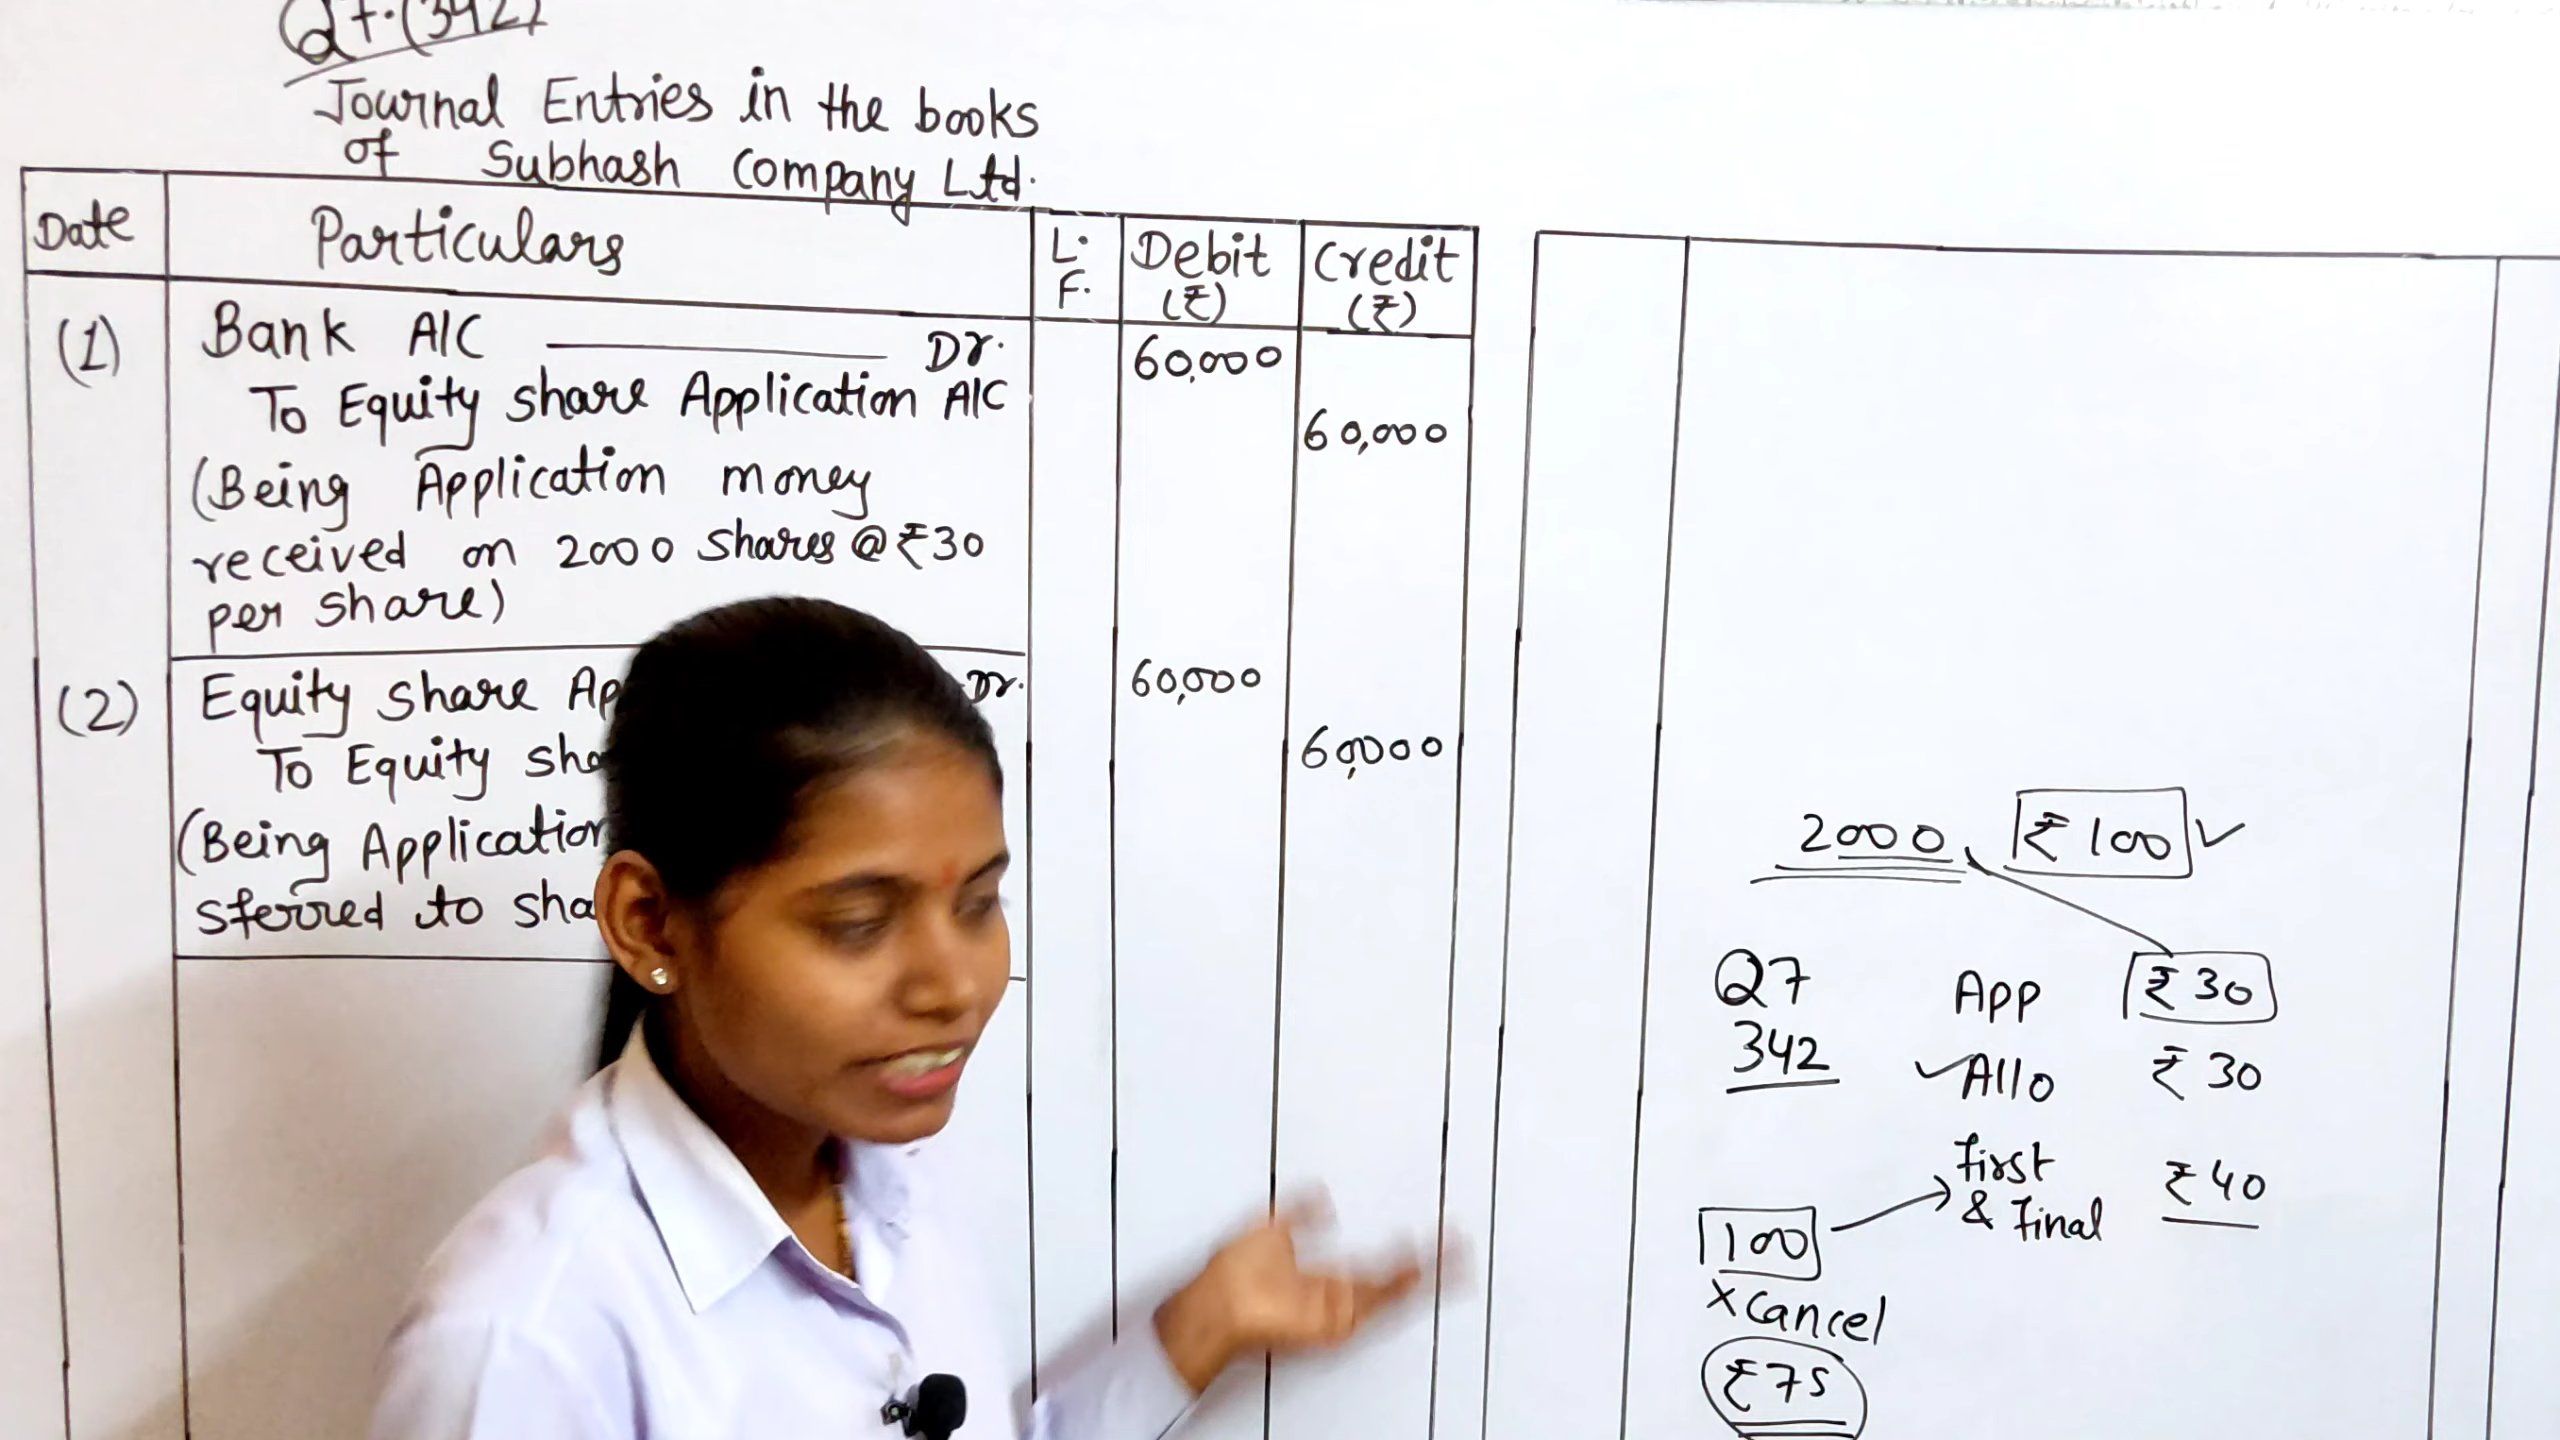 Q7.(342)
Journal Entries in the books
of Subhash Company Ltd.
Date Particulars L.F. Debit (₹) Credit (₹)
(1) Bank A/C Dr. 60,000
To Equity share Application A/C 60,000
(Being Application money
received on 2000 shares @ ₹30
per share)
(2) Equity share Dr. 60,000
To Equity 60,000
(Being Application
sferred to
2000 ₹100 ✓
Q7 App ₹30
342 ✓Allo ₹30
first
& Final ₹40
100
× Cancel
₹75